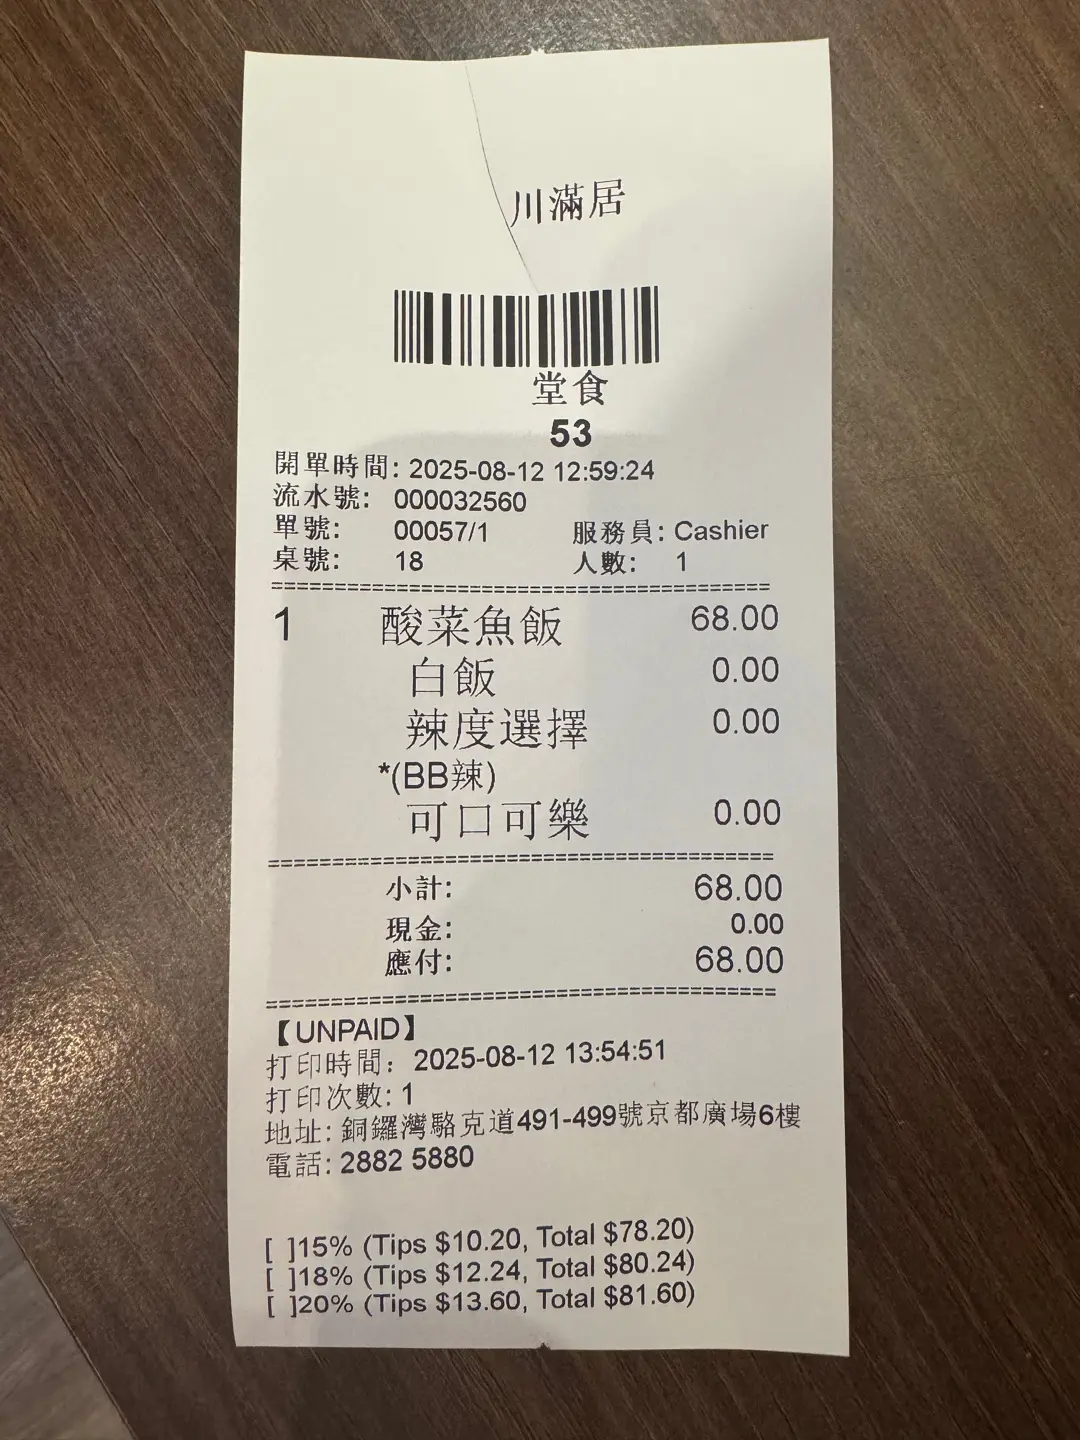 川滿居
堂食
53
開單時間: 2025-08-12 12:59:24
流水號: 000032560
單號: 00057/1 服務員: Cashier
桌號: 18 人數: 1
1 酸菜魚飯 68.00
白飯 0.00
辣度選擇 0.00
*(BB辣)
可口可樂 0.00
小計: 68.00
現金: 0.00
應付: 68.00
【UNPAID】
打印時間: 2025-08-12 13:54:51
打印次數: 1
地址: 銅鑼灣駱克道491-499號京都廣場6樓
電話: 2882 5880
[ ]15% (Tips $10.20, Total $78.20)
[ ]18% (Tips $12.24, Total $80.24)
[ ]20% (Tips $13.60, Total $81.60)